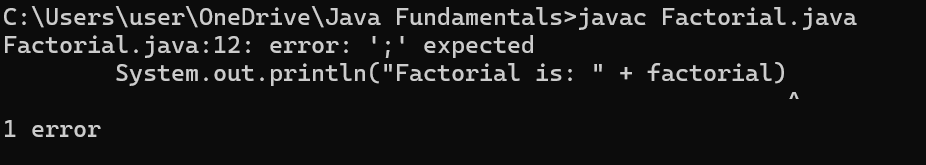 C:\Users\user\OneDrive\Java Fundamentals>javac Factorial.java
Factorial.java:12: error: ';' expected
        System.out.println("Factorial is: " + factorial)
                                                        ^
1 error